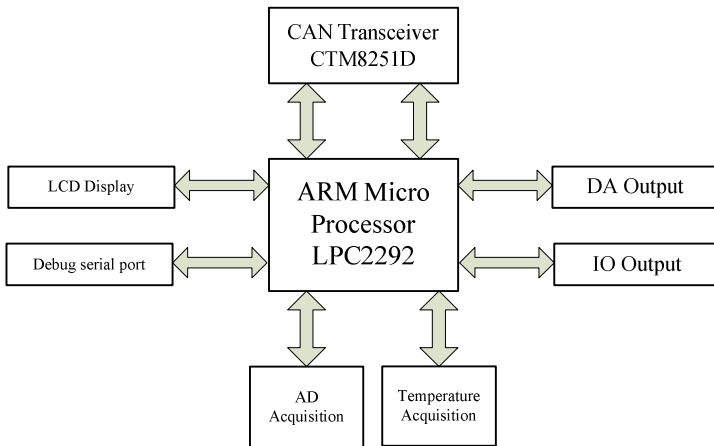 CAN Transceiver
CTM8251D
LCD Display
ARM Micro
Processor
LPC2292
DA Output
Debug serial port
IO Output
AD
Acquisition
Temperature
Acquisition